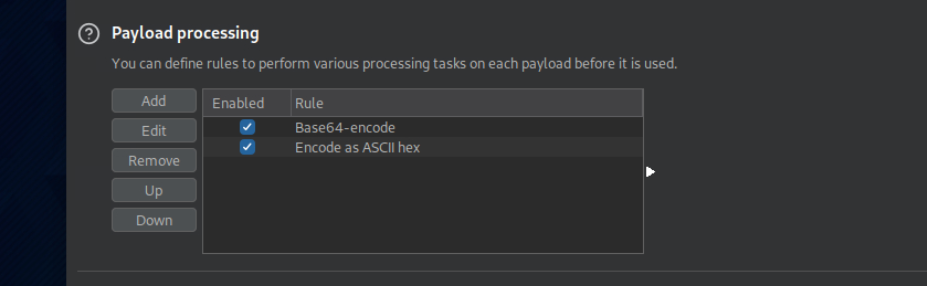 Payload processing
You can define rules to perform various processing tasks on each payload before it is used.
Add
Edit
Remove
Up
Down
Enabled Rule
Base64-encode
Encode as ASCII hex